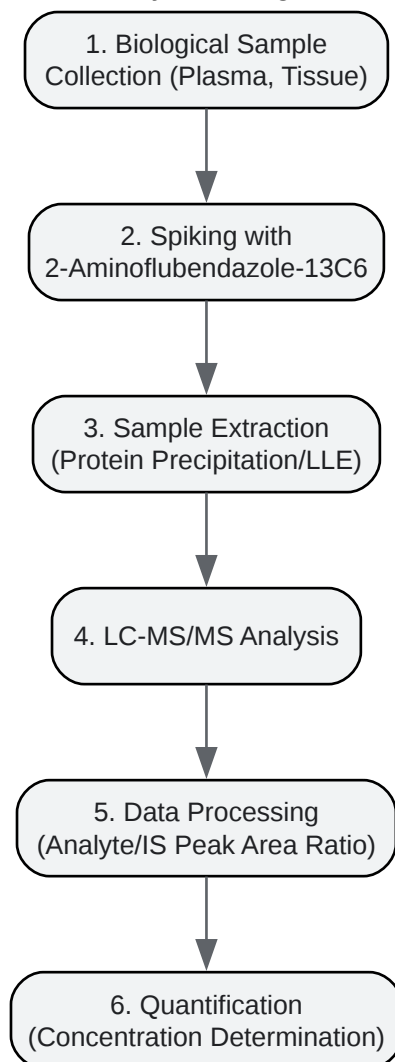 1. Biological Sample
Collection (Plasma, Tissue)
2. Spiking with
2-Aminoflubendazole-13C6
3. Sample Extraction
(Protein Precipitation/LLE)
4. LC-MS/MS Analysis
5. Data Processing
(Analyte/IS Peak Area Ratio)
6. Quantification
(Concentration Determination)